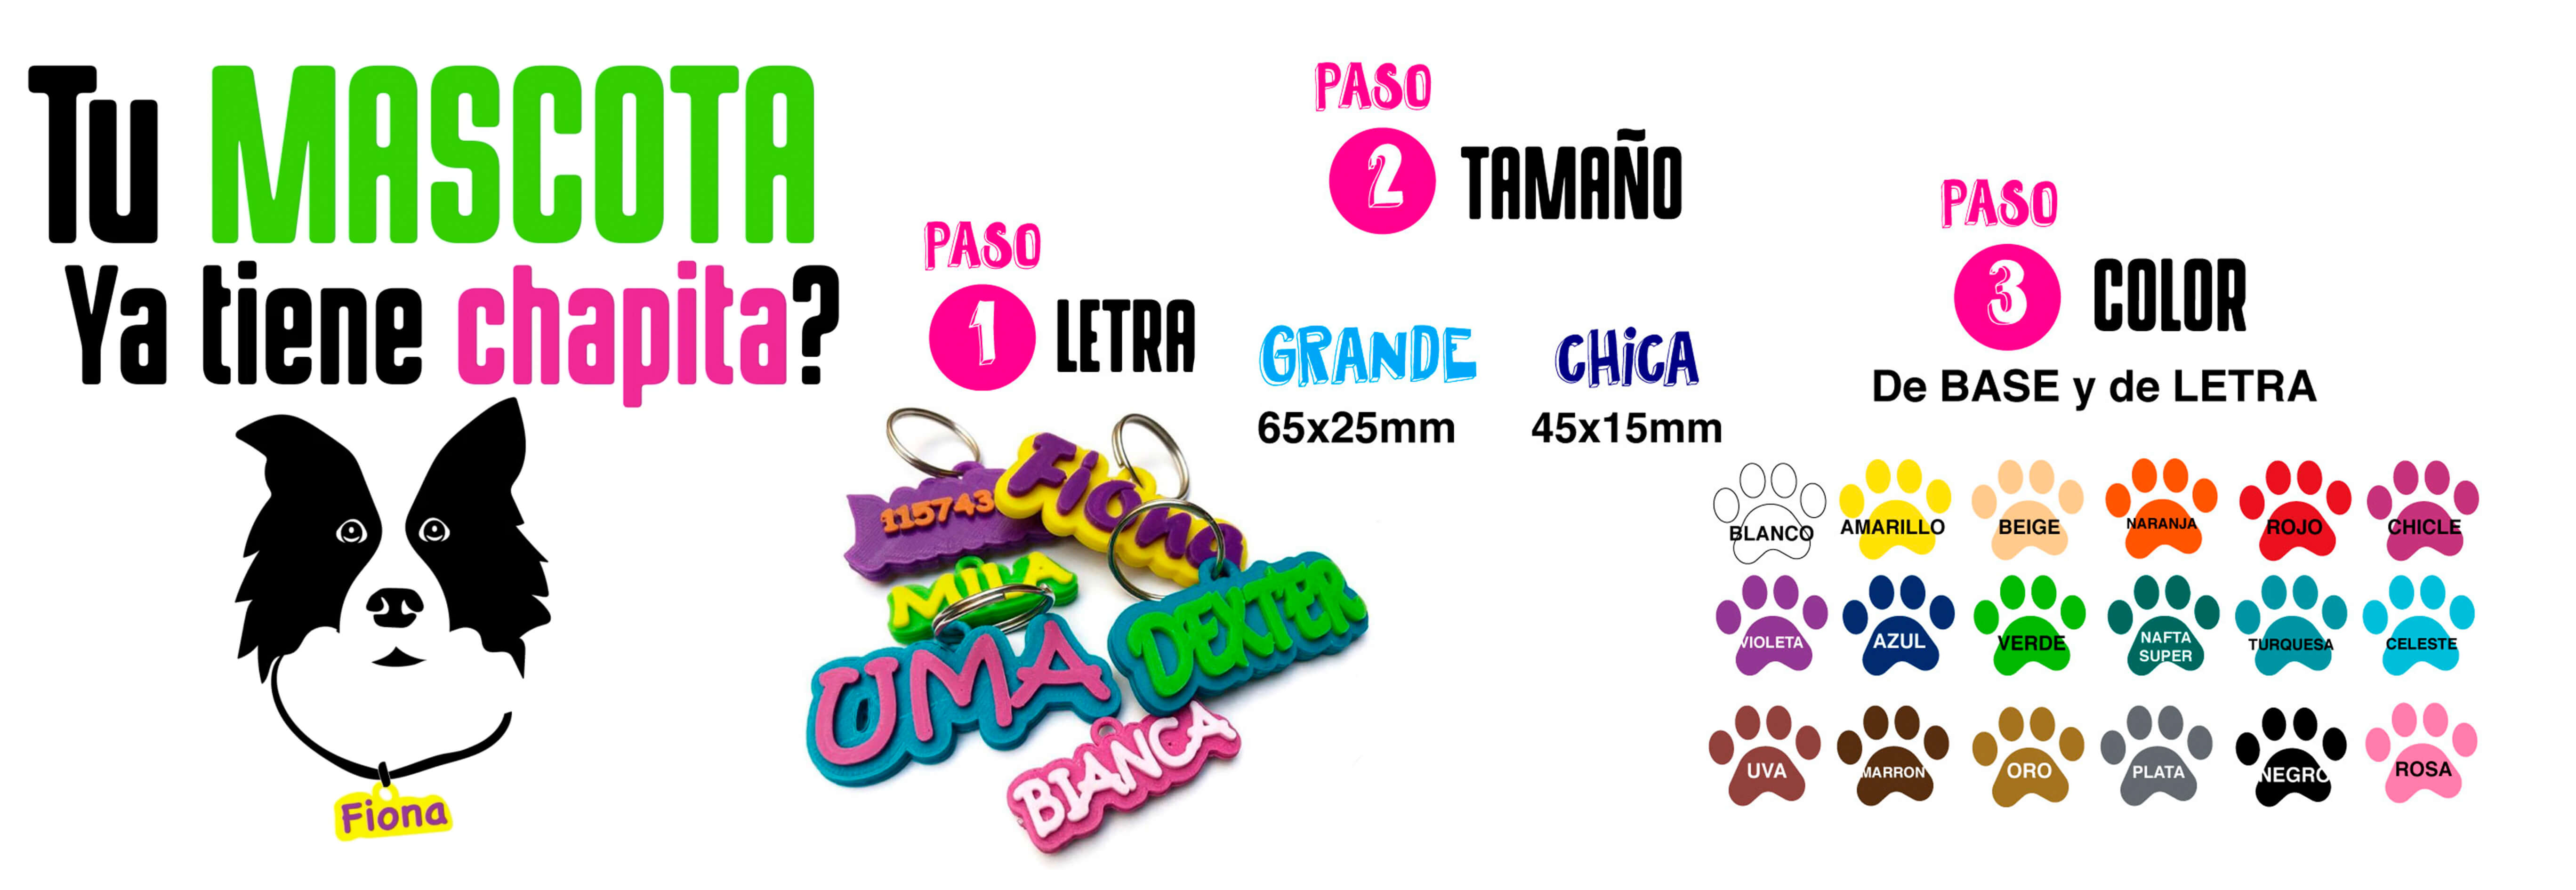 Tu MASCOTA
Ya tiene chapita?
Fiona
PASO
1 LETRA
115743
Fiona
MILA
UMA
DEXTER
BIANCA
PASO
2 TAMAÑO
GRANDE CHiCA
65x25mm 45x15mm
PASO
3 COLOR
De BASE y de LETRA
BLANCO AMARILLO BEIGE NARANJA ROJO CHICLE
VIOLETA AZUL VERDE NAFTA SUPER TURQUESA CELESTE
UVA MARRON ORO PLATA NEGRO ROSA